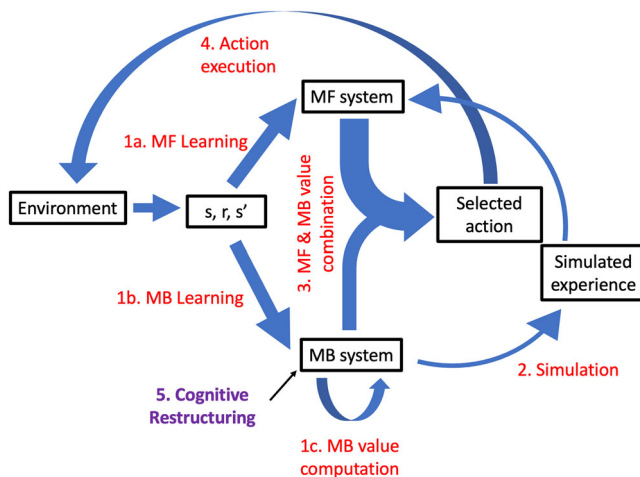 4. Action
execution
MF system
1a. MF Learning
Environment
s, r, s’
3. MF & MB value
combination
Selected
action
Simulated
experience
1b. MB Learning
MB system
2. Simulation
5. Cognitive
Restructuring
1c. MB value
computation